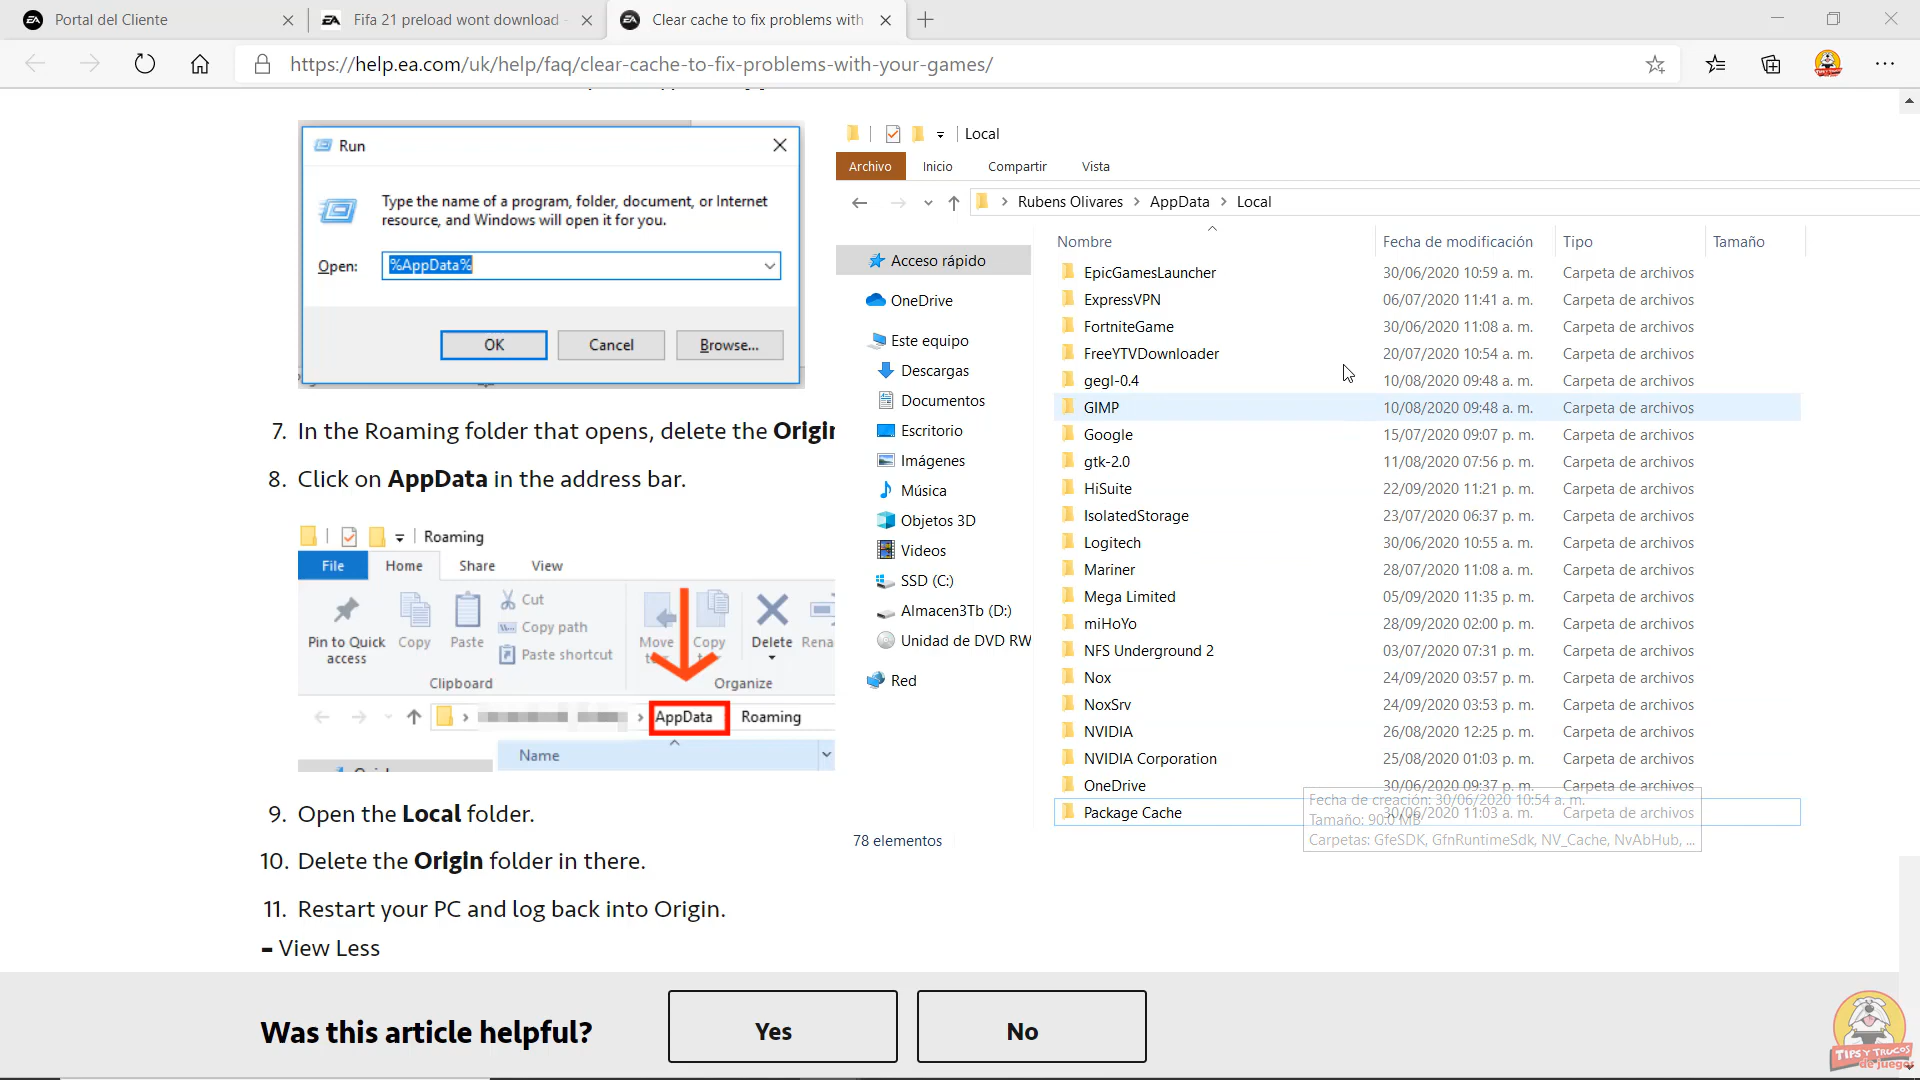 Portal del Cliente
Fifa 21 preload wont download
Clear cache to fix problems with
https://help.ea.com/uk/help/faq/clear-cache-to-fix-problems-with-your-games/
Run
Type the name of a program, folder, document, or Internet
resource, and Windows will open it for you.
Open: %AppData%
OK Cancel Browse...
7. In the Roaming folder that opens, delete the Origin
8. Click on AppData in the address bar.
Roaming
File Home Share View
Pin to Quick access
Copy
Paste
Cut
Copy path
Paste shortcut
Clipboard
Move
Copy
Delete
Organize
AppData Roaming
Name
9. Open the Local folder.
10. Delete the Origin folder in there.
11. Restart your PC and log back into Origin.
– View Less
Was this article helpful?
Yes
No
Local
Archivo Inicio Compartir Vista
Rubens Olivares > AppData > Local
Acceso rápido
OneDrive
Este equipo
Descargas
Documentos
Escritorio
Imágenes
Música
Objetos 3D
Videos
SSD (C:)
Almacen3Tb (D:)
Unidad de DVD RW
Red
Nombre Fecha de modificación Tipo Tamaño
EpicGamesLauncher 30/06/2020 10:59 a. m. Carpeta de archivos
ExpressVPN 06/07/2020 11:41 a. m. Carpeta de archivos
FortniteGame 30/06/2020 11:08 a. m. Carpeta de archivos
FreeYTVDownloader 20/07/2020 10:54 a. m. Carpeta de archivos
gegl-0.4 10/08/2020 09:48 a. m. Carpeta de archivos
GIMP 10/08/2020 09:48 a. m. Carpeta de archivos
Google 15/07/2020 09:07 p. m. Carpeta de archivos
gtk-2.0 11/08/2020 07:56 p. m. Carpeta de archivos
HiSuite 22/09/2020 11:21 p. m. Carpeta de archivos
IsolatedStorage 23/07/2020 06:37 p. m. Carpeta de archivos
Logitech 30/06/2020 10:55 a. m. Carpeta de archivos
Mariner 28/07/2020 11:08 a. m. Carpeta de archivos
Mega Limited 05/09/2020 11:35 p. m. Carpeta de archivos
miHoYo 28/09/2020 02:00 p. m. Carpeta de archivos
NFS Underground 2 03/07/2020 07:31 p. m. Carpeta de archivos
Nox 24/09/2020 03:57 p. m. Carpeta de archivos
NoxSrv 24/09/2020 03:53 p. m. Carpeta de archivos
NVIDIA 26/08/2020 12:25 p. m. Carpeta de archivos
NVIDIA Corporation 25/08/2020 01:03 p. m. Carpeta de archivos
OneDrive 30/06/2020 09:37 p. m. Carpeta de archivos
Package Cache 30/06/2020 11:03 a. m. Carpeta de archivos
Fecha de creación: 30/06/2020 10:54 a. m.
Tamaño: 90.0 MB
Carpetas: GfeSDK, GfnRuntimeSdk, NV_Cache, NvAbHub, ...
78 elementos
TIPS Y TRUCOS
de juegos